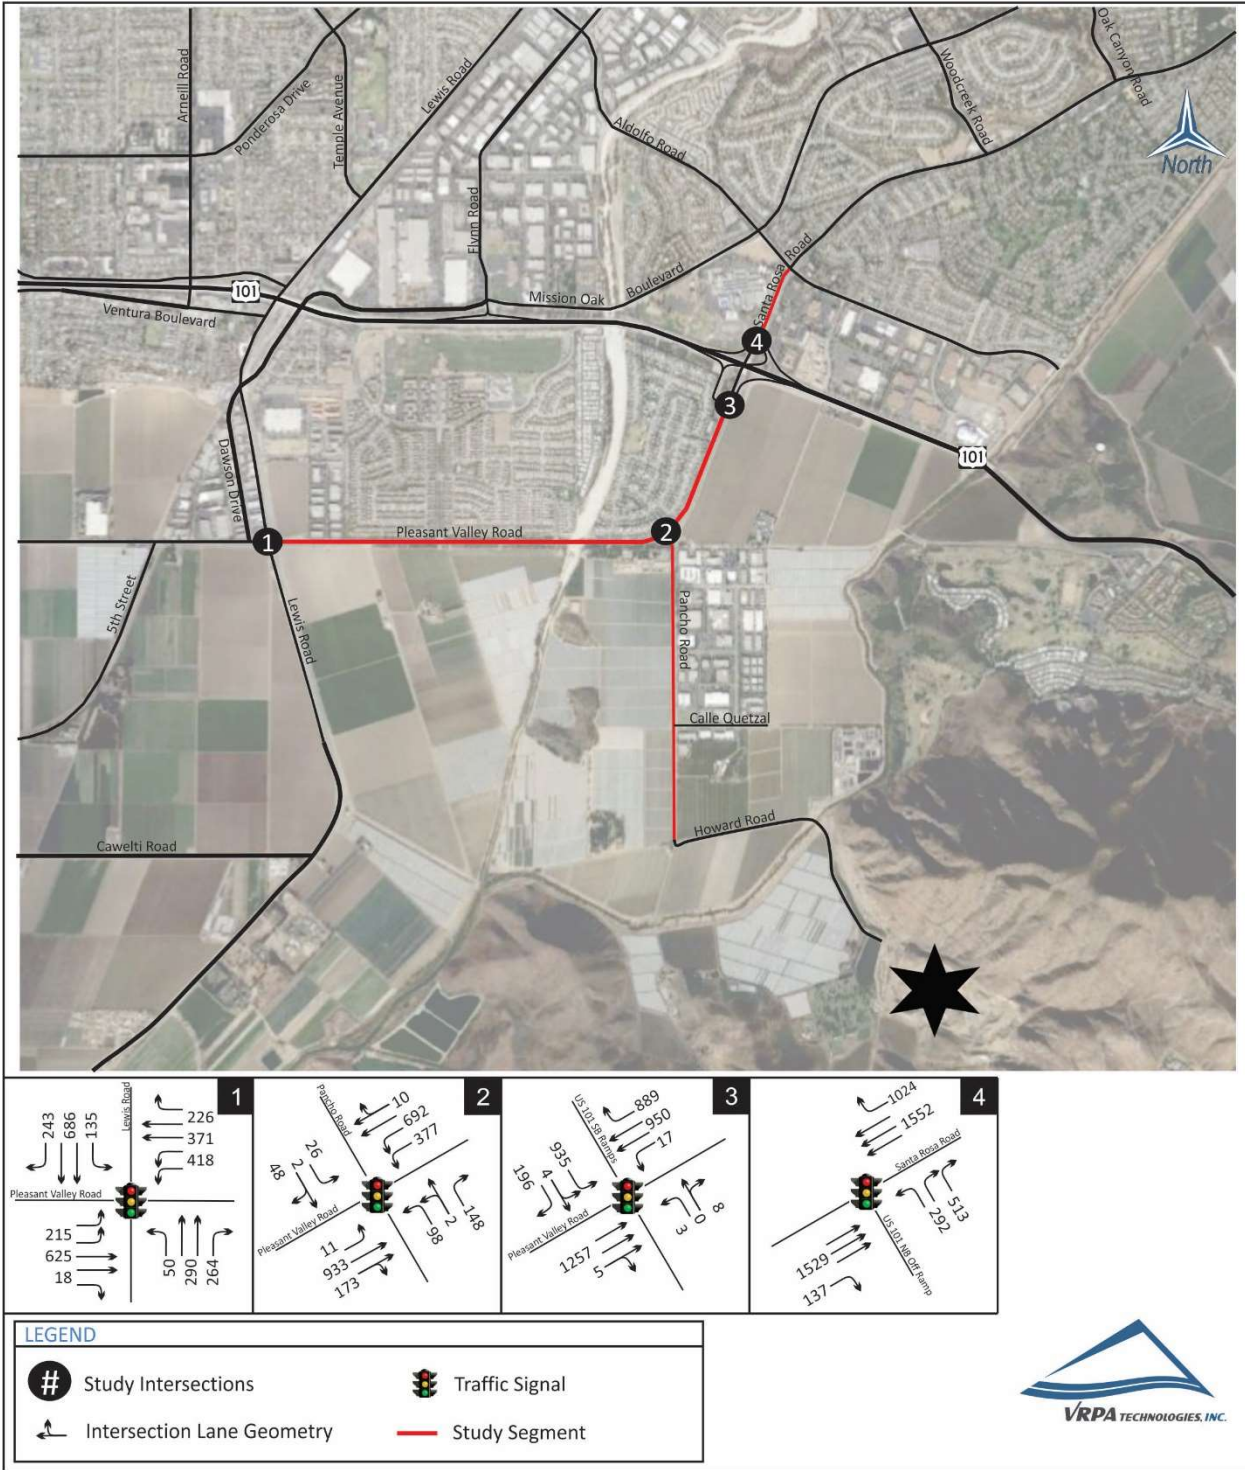 Arneill Road
Ponderosa Drive
Temple Avenue
Lewis Road
Flynn Road
Aldolfo Road
Woodcreek Road
Oak Canyon Road
North
101
Ventura Boulevard
Mission Oak
Boulevard
Santa Rosa Road
4
3
101
Dawson Drive
Pleasant Valley Road
1
2
5th Street
Lewis Road
Pancho Road
Calle Quetzal
Howard Road
Cawelti Road
1
Lewis Road
243
686
135
226
371
418
Pleasant Valley Road
215
625
18
50
290
264
2
Pancho Road
10
692
377
26
2
48
Pleasant Valley Road
11
933
173
98
2
148
3
US 101 SB Ramps
889
950
17
935
4
196
Pleasant Valley Road
1257
5
3
0
8
4
1024
1552
Santa Rosa Road
513
292
1529
137
US 101 NB Off Ramp
LEGEND
# Study Intersections
Traffic Signal
Intersection Lane Geometry
Study Segment
VRPA TECHNOLOGIES, INC.